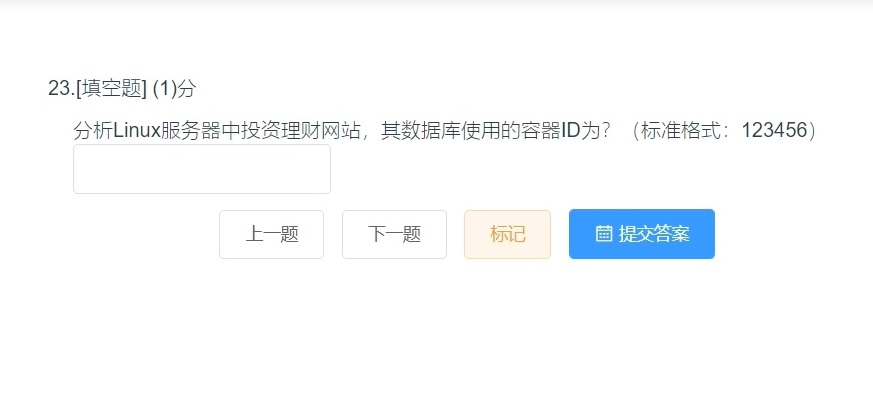 23.[填空题] (1)分
分析Linux服务器中投资理财网站，其数据库使用的容器ID为？（标准格式：123456）
上一题
下一题
标记
提交答案